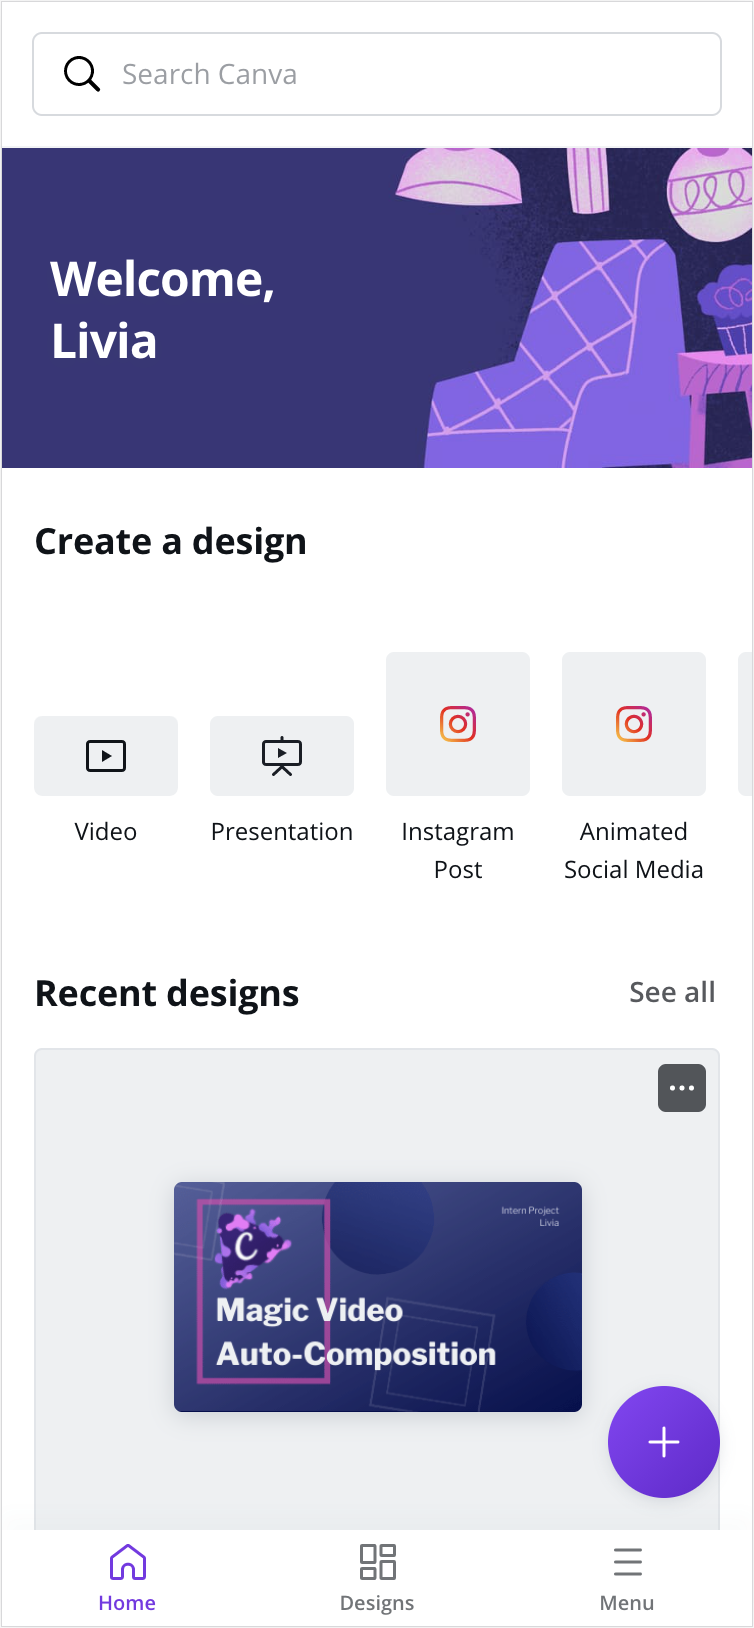 Search Canva
Welcome,
Livia
Create a design
Video
Presentation
Instagram
Post
Animated
Social Media
Recent designs
See all
Intern Project
Livia
C
Magic Video
Auto-Composition
Home
Designs
Menu